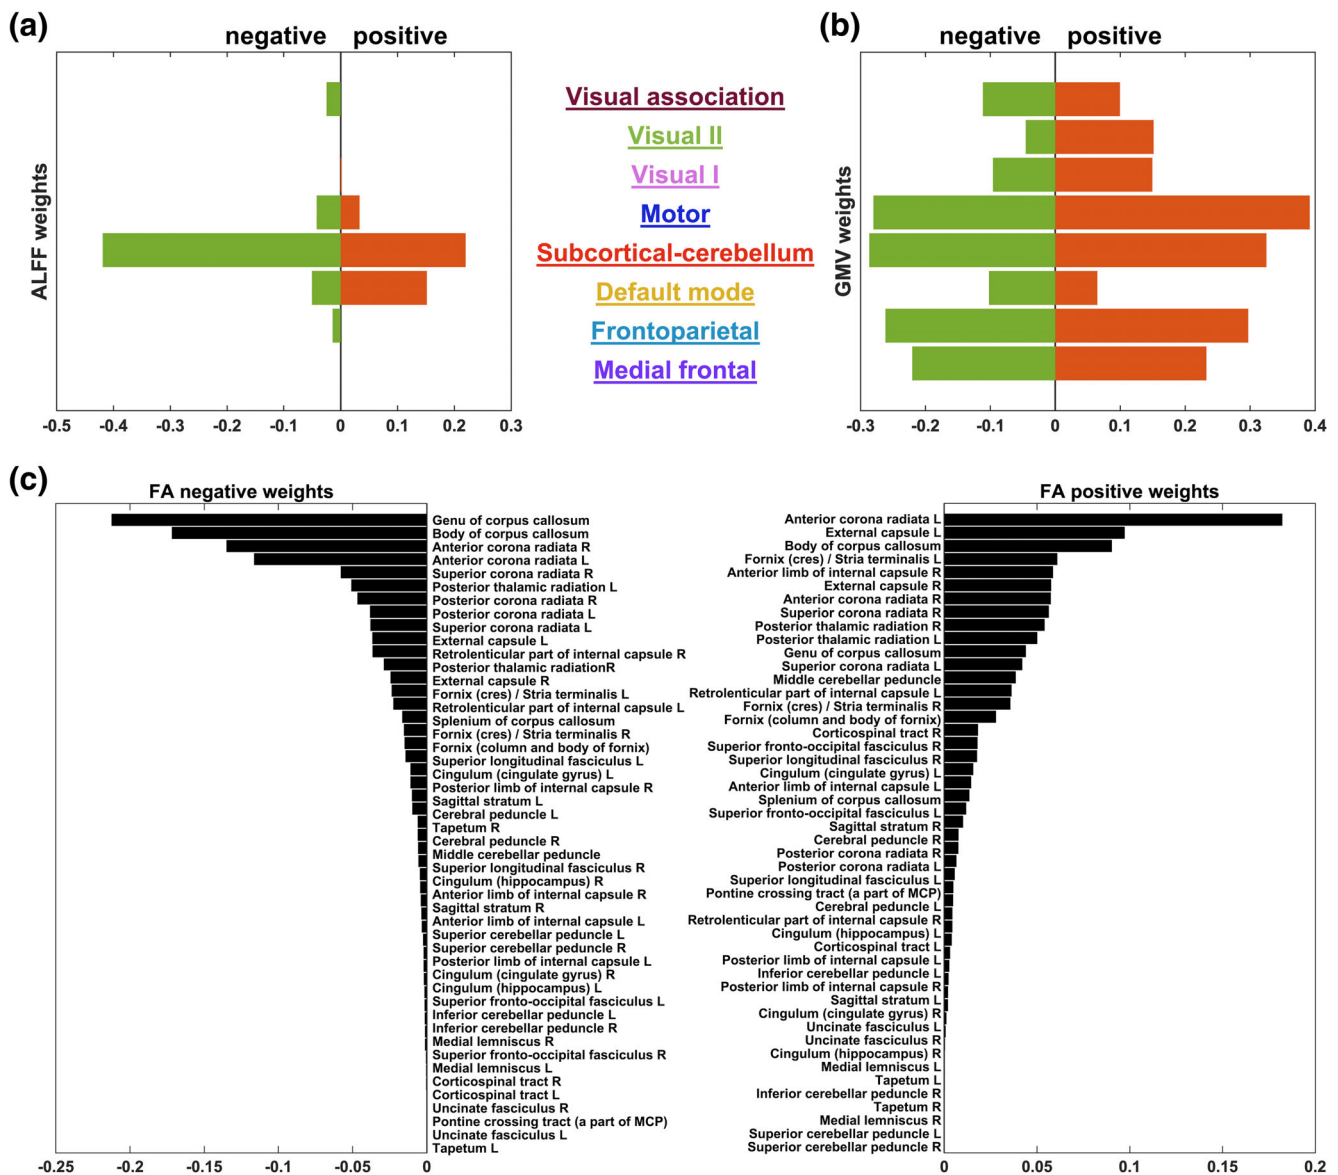 (a)
negative positive
ALFF weights
-0.5 -0.4 -0.3 -0.2 -0.1 0 0.1 0.2 0.3
Visual association
Visual II
Visual I
Motor
Subcortical-cerebellum
Default mode
Frontoparietal
Medial frontal
(b)
negative positive
GMV weights
-0.3 -0.2 -0.1 0 0.1 0.2 0.3 0.4
(c)
FA negative weights
Genu of corpus callosum
Body of corpus callosum
Anterior corona radiata R
Anterior corona radiata L
Superior corona radiata R
Posterior thalamic radiation L
Posterior corona radiata R
Posterior corona radiata L
Superior corona radiata L
External capsule L
Retrolenticular part of internal capsule R
Posterior thalamic radiationR
External capsule R
Fornix (cres) / Stria terminalis L
Retrolenticular part of internal capsule L
Splenium of corpus callosum
Fornix (cres) / Stria terminalis R
Fornix (column and body of fornix)
Superior longitudinal fasciculus L
Cingulum (cingulate gyrus) L
Posterior limb of internal capsule R
Sagittal stratum L
Cerebral peduncle L
Tapetum R
Cerebral peduncle R
Middle cerebellar peduncle
Superior longitudinal fasciculus R
Cingulum (hippocampus) R
Anterior limb of internal capsule R
Sagittal stratum R
Anterior limb of internal capsule L
Superior cerebellar peduncle L
Superior cerebellar peduncle R
Posterior limb of internal capsule L
Cingulum (cingulate gyrus) R
Cingulum (hippocampus) L
Superior fronto-occipital fasciculus L
Inferior cerebellar peduncle L
Inferior cerebellar peduncle R
Medial lemniscus R
Superior fronto-occipital fasciculus R
Medial lemniscus L
Corticospinal tract R
Corticospinal tract L
Uncinate fasciculus R
Pontine crossing tract (a part of MCP)
Uncinate fasciculus L
Tapetum L
-0.25 -0.2 -0.15 -0.1 -0.05 0
FA positive weights
Anterior corona radiata L
External capsule L
Body of corpus callosum
Fornix (cres) / Stria terminalis L
Anterior limb of internal capsule R
External capsule R
Anterior corona radiata R
Superior corona radiata R
Posterior thalamic radiation R
Posterior thalamic radiation L
Genu of corpus callosum
Superior corona radiata L
Middle cerebellar peduncle
Retrolenticular part of internal capsule L
Fornix (cres) / Stria terminalis R
Fornix (column and body of fornix)
Corticospinal tract R
Superior fronto-occipital fasciculus R
Superior longitudinal fasciculus R
Cingulum (cingulate gyrus) L
Anterior limb of internal capsule L
Splenium of corpus callosum
Superior fronto-occipital fasciculus L
Sagittal stratum R
Cerebral peduncle R
Posterior corona radiata R
Posterior corona radiata L
Superior longitudinal fasciculus L
Pontine crossing tract (a part of MCP)
Cerebral peduncle L
Retrolenticular part of internal capsule R
Cingulum (hippocampus) L
Corticospinal tract L
Posterior limb of internal capsule L
Inferior cerebellar peduncle L
Posterior limb of internal capsule R
Sagittal stratum L
Cingulum (cingulate gyrus) R
Uncinate fasciculus L
Uncinate fasciculus R
Cingulum (hippocampus) R
Medial lemniscus L
Tapetum L
Inferior cerebellar peduncle R
Tapetum R
Medial lemniscus R
Superior cerebellar peduncle L
Superior cerebellar peduncle R
0 0.05 0.1 0.15 0.2